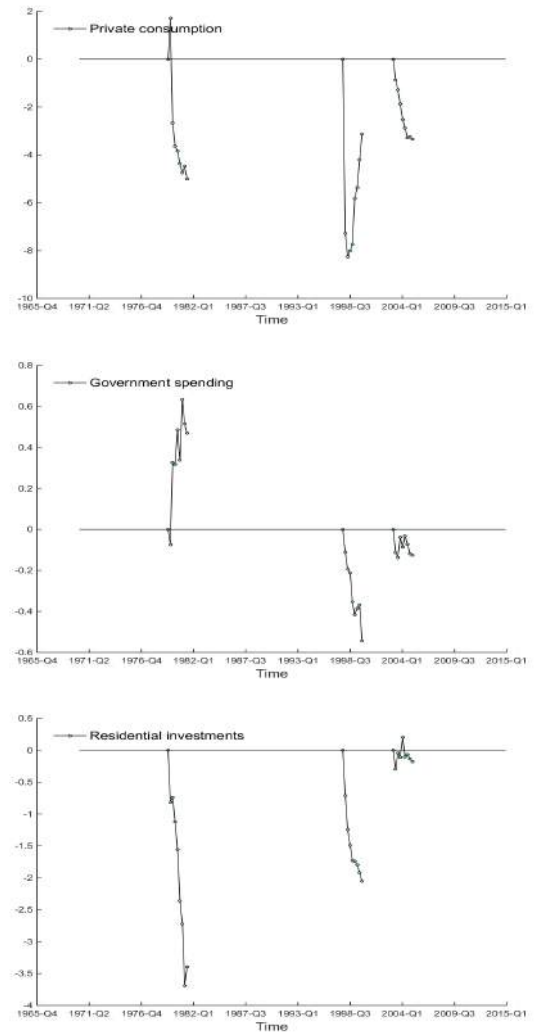 2
Private consumption
0
-2
-4
-6
-8
-10
1965-Q4 1971-Q2 1976-Q4 1982-Q1 1987-Q3 1993-Q1 1998-Q3 2004-Q1 2009-Q3 2015-Q1
Time
0.8
Government spending
0.6
0.4
0.2
0
-0.2
-0.4
-0.6
1965-Q4 1971-Q2 1976-Q4 1982-Q1 1987-Q3 1993-Q1 1998-Q3 2004-Q1 2009-Q3 2015-Q1
Time
0.5
Residential investments
0
-0.5
-1
-1.5
-2
-2.5
-3
-3.5
-4
1965-Q4 1971-Q2 1976-Q4 1982-Q1 1987-Q3 1993-Q1 1998-Q3 2004-Q1 2009-Q3 2015-Q1
Time